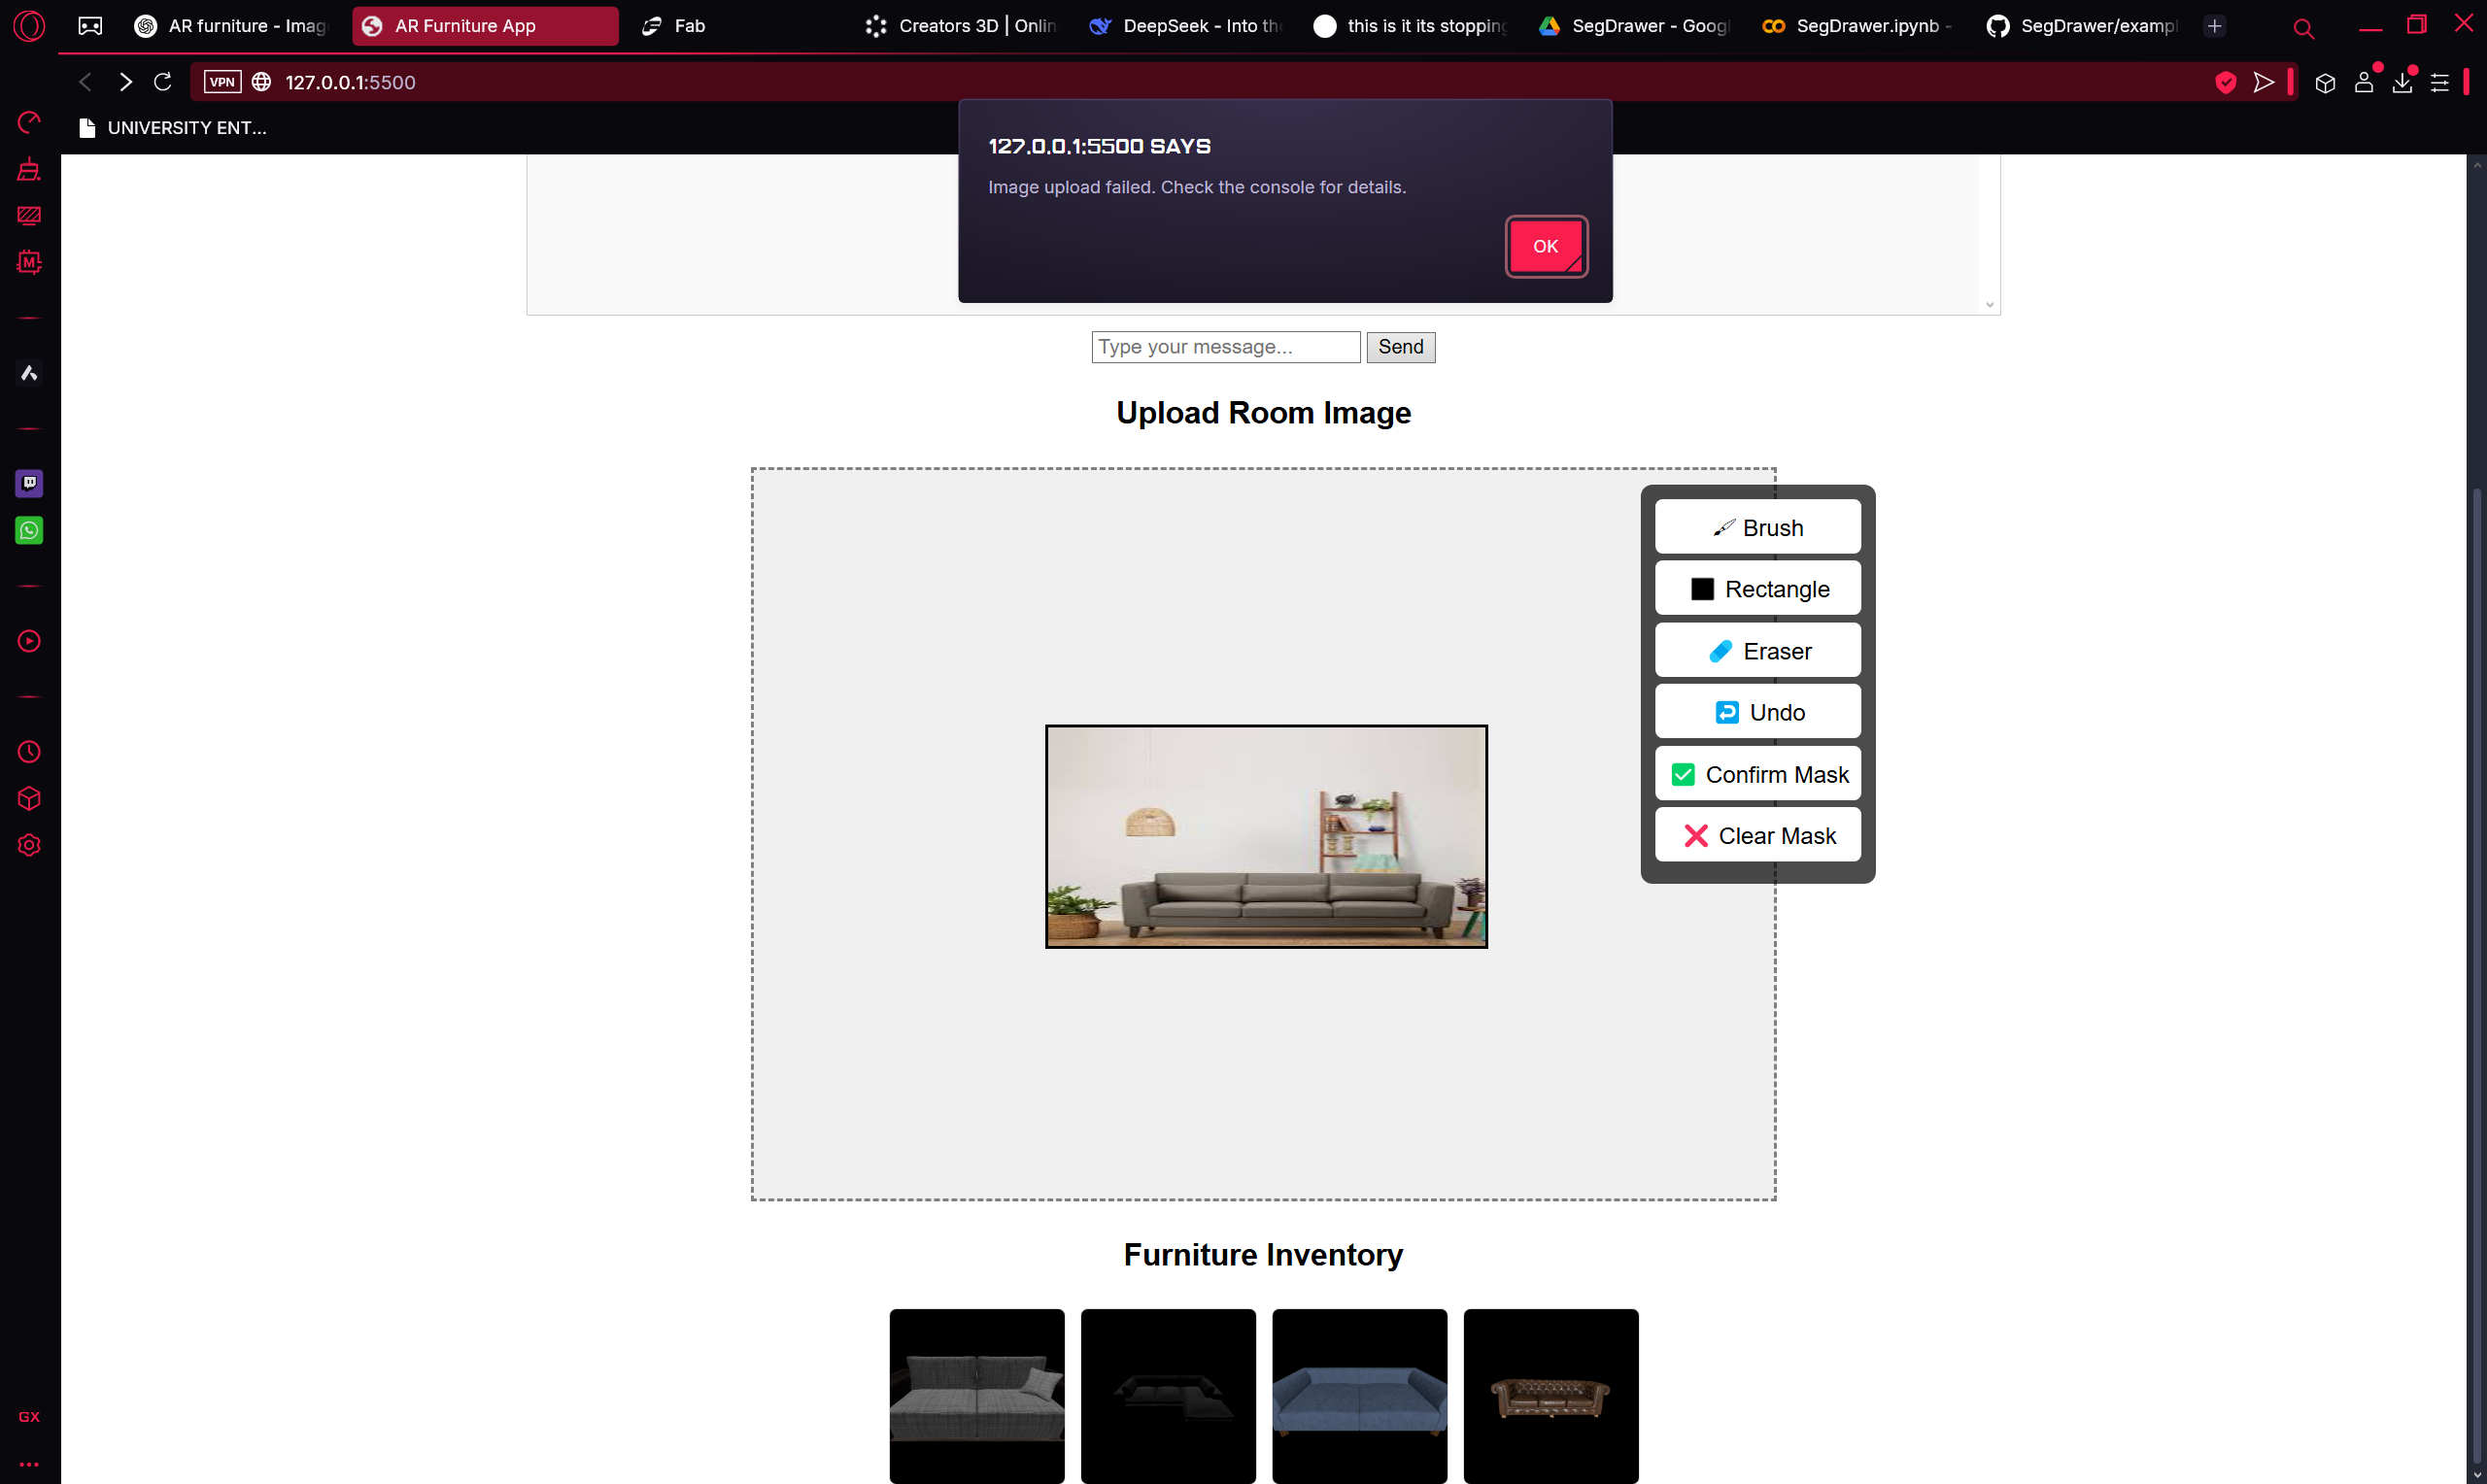 AR furniture - Imag
AR Furniture App
Fab
Creators 3D | Onlin
DeepSeek - Into th
this is it its stopping
SegDrawer - Googl
SegDrawer.ipynb -
SegDrawer/exampl
VPN
127.0.0.1:5500
UNIVERSITY ENT...
127.0.0.1:5500 SAYS
Image upload failed. Check the console for details.
OK
Type your message...
Send
Upload Room Image
Brush
Rectangle
Eraser
Undo
Confirm Mask
Clear Mask
Furniture Inventory
M
GX